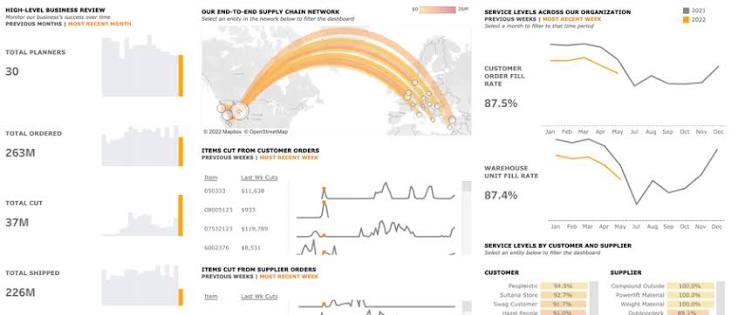 HIGH-LEVEL BUSINESS REVIEW
Monitor our business's success over time
PREVIOUS MONTHS | MOST RECENT MONTH
TOTAL PLANNERS
30
TOTAL ORDERED
263M
TOTAL CUT
37M
TOTAL SHIPPED
226M
OUR END-TO-END SUPPLY CHAIN NETWORK
Select an entity in the nework below to filter the dashboard
$0
26M
© 2022 Mapbox © OpenStreetMap
ITEMS CUT FROM CUSTOMER ORDERS
PREVIOUS WEEKS | MOST RECENT WEEK
Item Last Wk Cuts
050333 $11,638
08005123 $933
07532123 $119,789
6002376 $8,531
ITEMS CUT FROM SUPPLIER ORDERS
PREVIOUS WEEKS | MOST RECENT WEEK
Item Last Wk Cuts
SERVICE LEVELS ACROSS OUR ORGANIZATION
PREVIOUS WEEKS | MOST RECENT WEEK
Select a month to filter to that time period
2021
2022
CUSTOMER
ORDER FILL
RATE
87.5%
Jan Feb Mar Apr May Jun Jul Aug Sep Oct Nov Dec
WAREHOUSE
UNIT FILL RATE
87.4%
Jan Feb Mar Apr May Jun Jul Aug Sep Oct Nov Dec
SERVICE LEVELS BY CUSTOMER AND SUPPLIER
Select an entity below to filter the dashboard
CUSTOMER
Peopleistic 94.5%
Sultana Store 92.7%
Swag Customer 91.7%
Hazel People
SUPPLIER
Compound Outside 100.0%
Powerlift Material 100.0%
Weight Material 100.0%